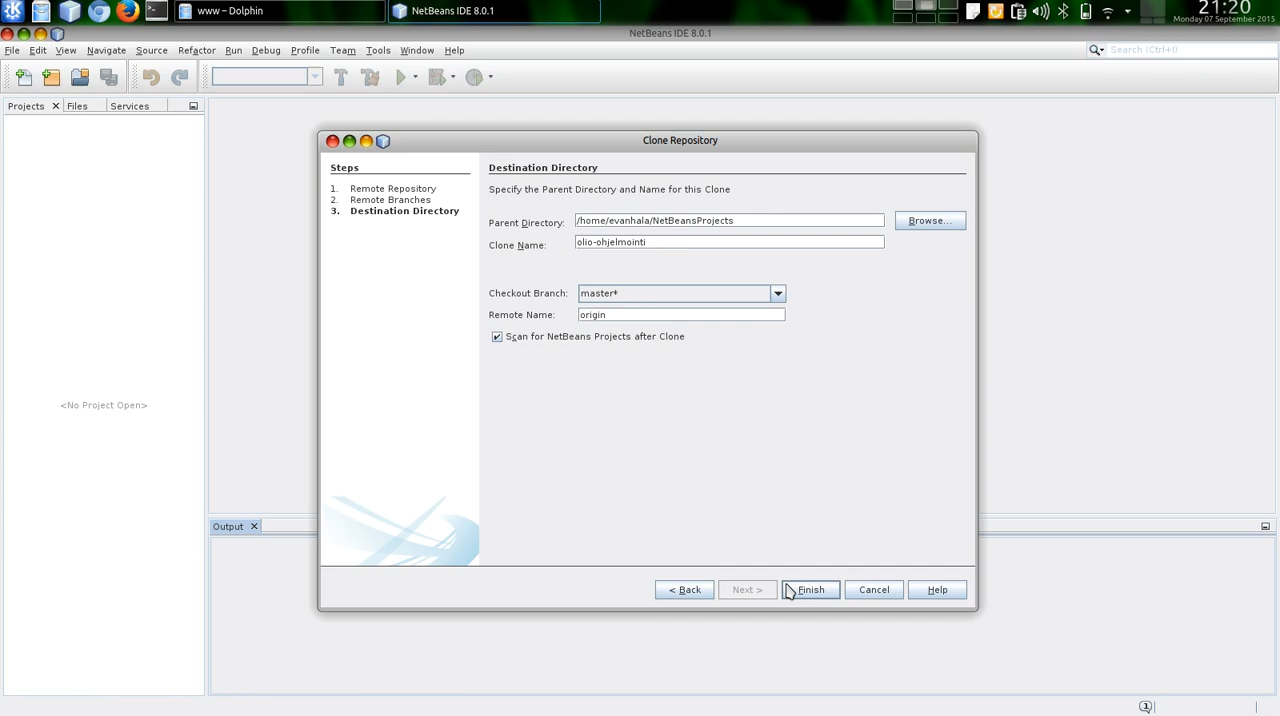 www – Dolphin
NetBeans IDE 8.0.1
21:20
Monday 07 September 2015
NetBeans IDE 8.0.1
File Edit View Navigate Source Refactor Run Debug Profile Team Tools Window Help
Search (Ctrl+I)
Projects Files Services
Clone Repository
Steps
1. Remote Repository
2. Remote Branches
3. Destination Directory
Destination Directory
Specify the Parent Directory and Name for this Clone
Parent Directory: /home/evanhala/NetBeansProjects Browse...
Clone Name: olio-ohjelmointi
Checkout Branch: master*
Remote Name: origin
Scan for NetBeans Projects after Clone
<No Project Open>
Output
< Back Next > Finish Cancel Help
1